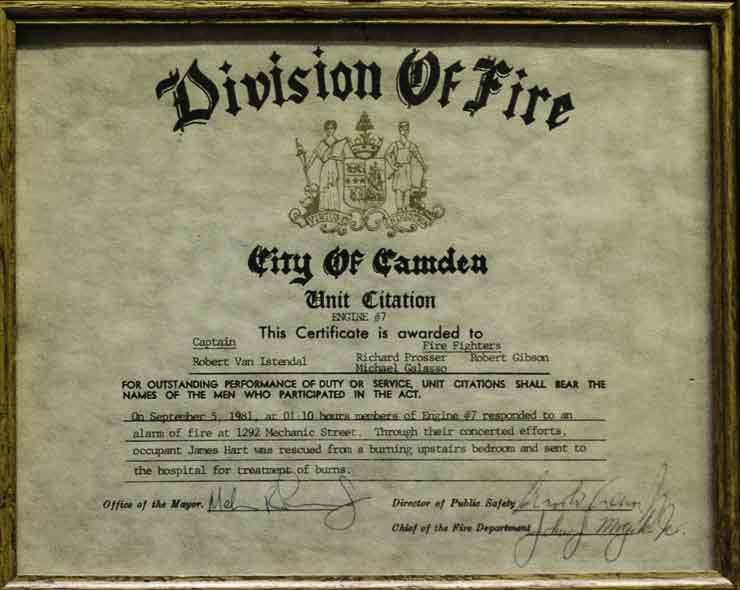 Division Of Fire
City Of Camden
Unit Citation
ENGINE #7
This Certificate is awarded to
Captain Fire Fighters
Robert Van Istendal Richard Prosser Robert Gibson
Michael Galasso
FOR OUTSTANDING PERFORMANCE OF DUTY OR SERVICE, UNIT CITATIONS SHALL BEAR THE
NAMES OF THE MEN WHO PARTICIPATED IN THE ACT.
On September 5, 1981, at 01:10 hours members of Engine #7 responded to an
alarm of fire at 1292 Mechanic Street. Through their concerted efforts,
occupant James Hart was rescued from a burning upstairs bedroom and sent to
the hospital for treatment of burns.
Office of the Mayor. Director of Public Safety
Chief of the Fire Department John J.